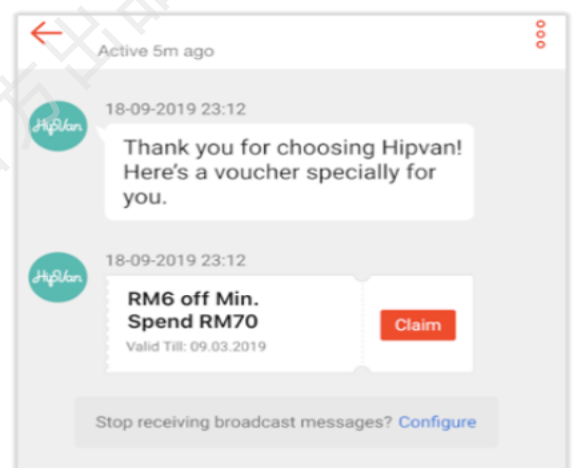 Active 5m ago
18-09-2019 23:12
HipVan
Thank you for choosing Hipvan!
Here's a voucher specially for
you.
18-09-2019 23:12
HipVan
RM6 off Min.
Spend RM70
Valid Till: 09.03.2019
Claim
Stop receiving broadcast messages? Configure